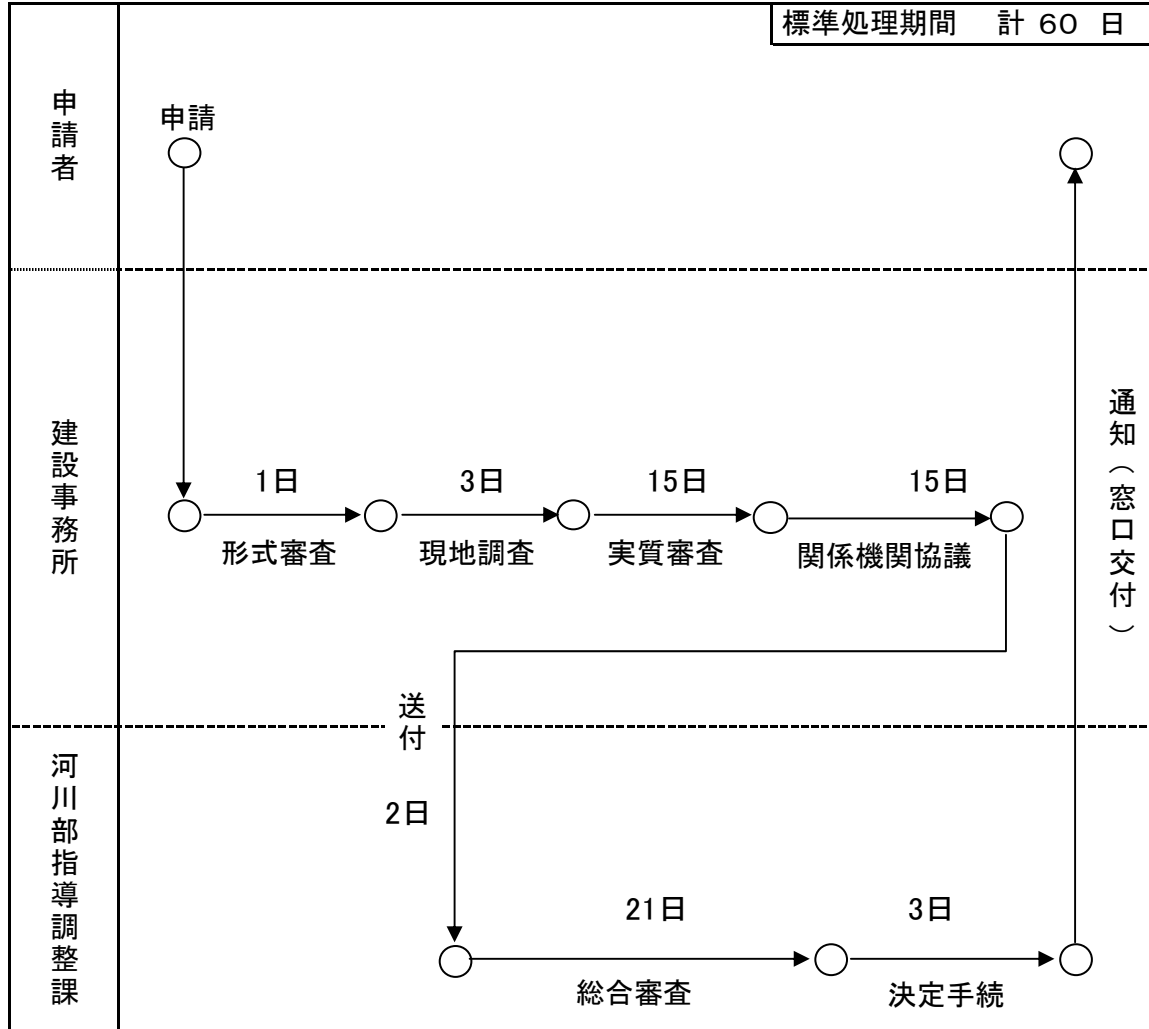 標準処理期間　計 60 日
申請者
申請
建設事務所
1日
3日
15日
15日
形式審査
現地調査
実質審査
関係機関協議
通知（窓口交付）
送付
2日
河川部指導調整課
21日
3日
総合審査
決定手続